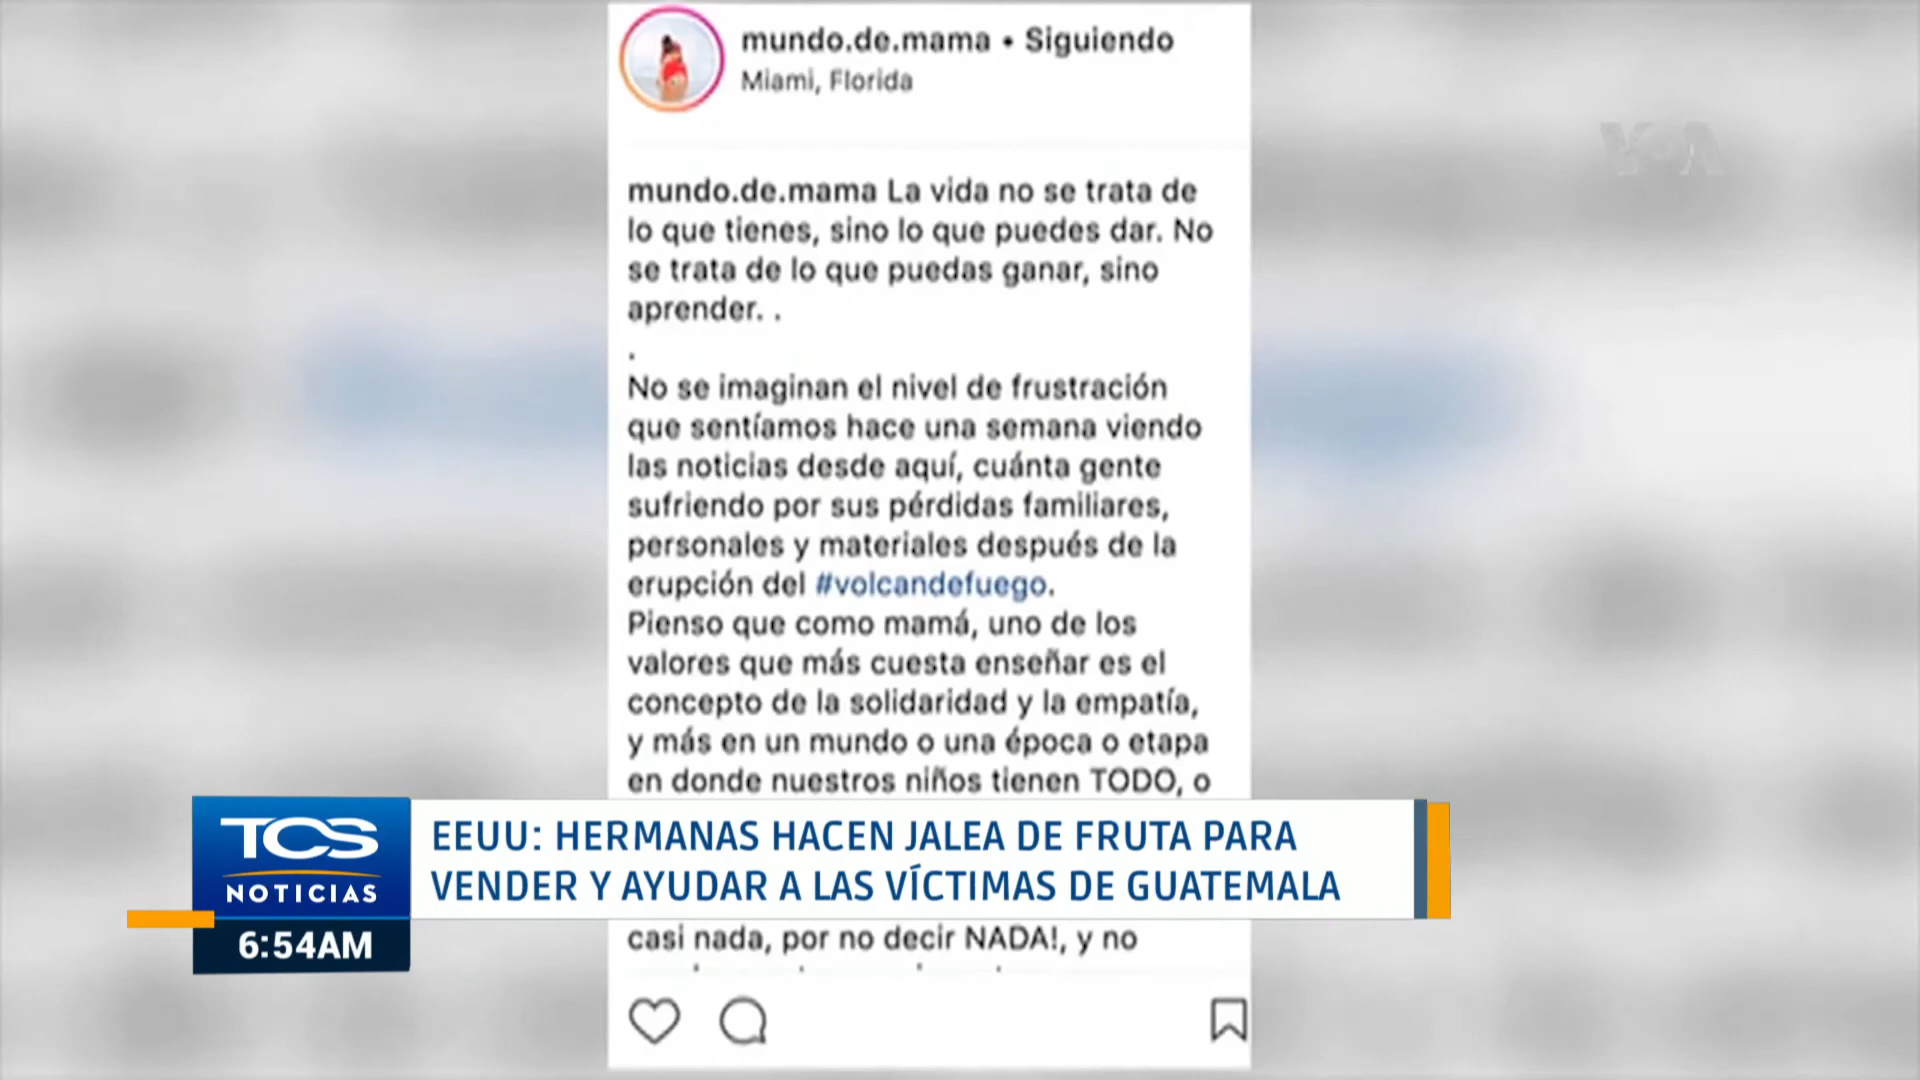 mundo.de.mama • Siguiendo
Miami, Florida
VOA
mundo.de.mama La vida no se trata de
lo que tienes, sino lo que puedes dar. No
se trata de lo que puedas ganar, sino
aprender. .
.
No se imaginan el nivel de frustración
que sentíamos hace una semana viendo
las noticias desde aquí, cuánta gente
sufriendo por sus pérdidas familiares,
personales y materiales después de la
erupción del #volcandefuego.
Pienso que como mamá, uno de los
valores que más cuesta enseñar es el
concepto de la solidaridad y la empatía,
y más en un mundo o una época o etapa
en donde nuestros niños tienen TODO, o
TCS
NOTICIAS
6:54AM
EEUU: HERMANAS HACEN JALEA DE FRUTA PARA
VENDER Y AYUDAR A LAS VÍCTIMAS DE GUATEMALA
casi nada, por no decir NADA!, y no